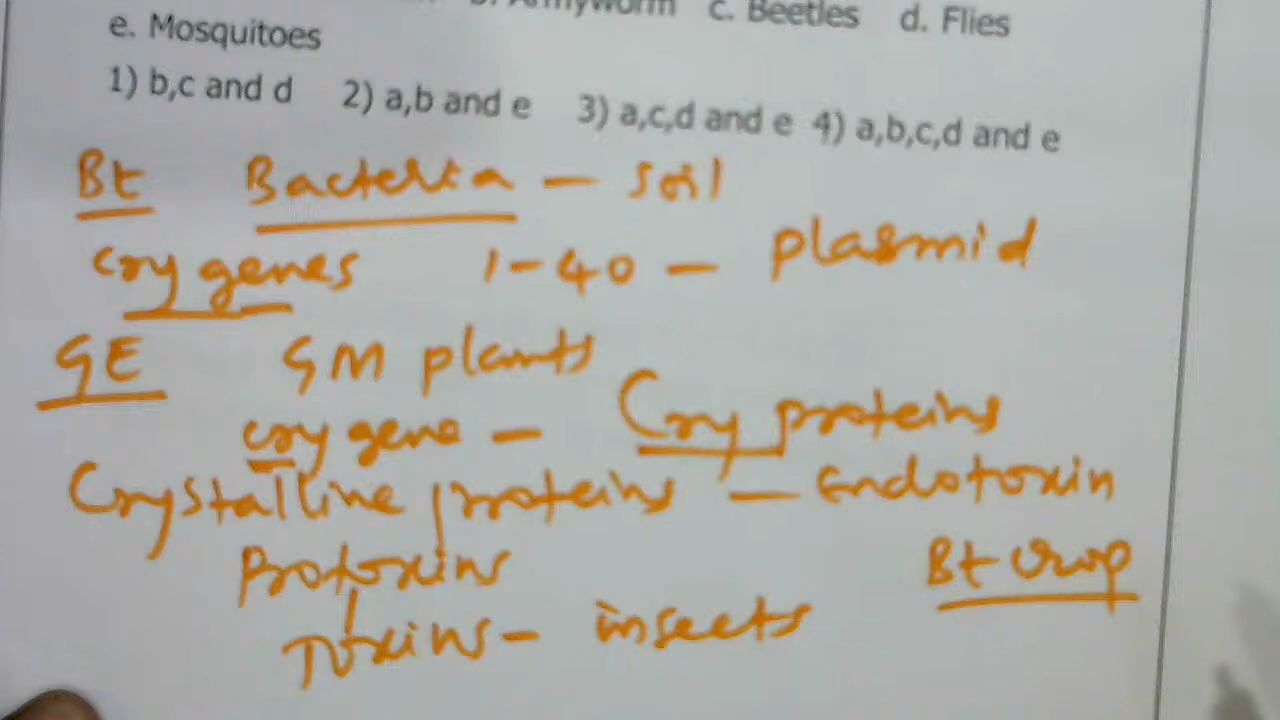 b. Armyworm c. Beetles d. Flies
e. Mosquitoes
1) b,c and d 2) a,b and e 3) a,c,d and e 4) a,b,c,d and e
Bt Bacteria - soil
cry genes 1-40 - plasmid
GE GM plants
cry gene - Cry proteins
Crystalline proteins - Endotoxin
Protoxins Bt crop
Toxins - insects